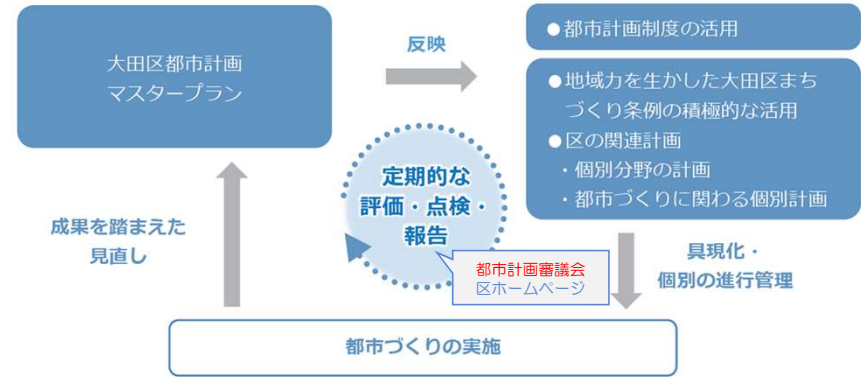 大田区都市計画
マスタープラン
反映
●都市計画制度の活用
●地域力を生かした大田区まち
づくり条例の積極的な活用
●区の関連計画
・個別分野の計画
・都市づくりに関わる個別計画
定期的な
評価・点検・
報告
成果を踏まえた
見直し
都市計画審議会
区ホームページ
具現化・
個別の進行管理
都市づくりの実施